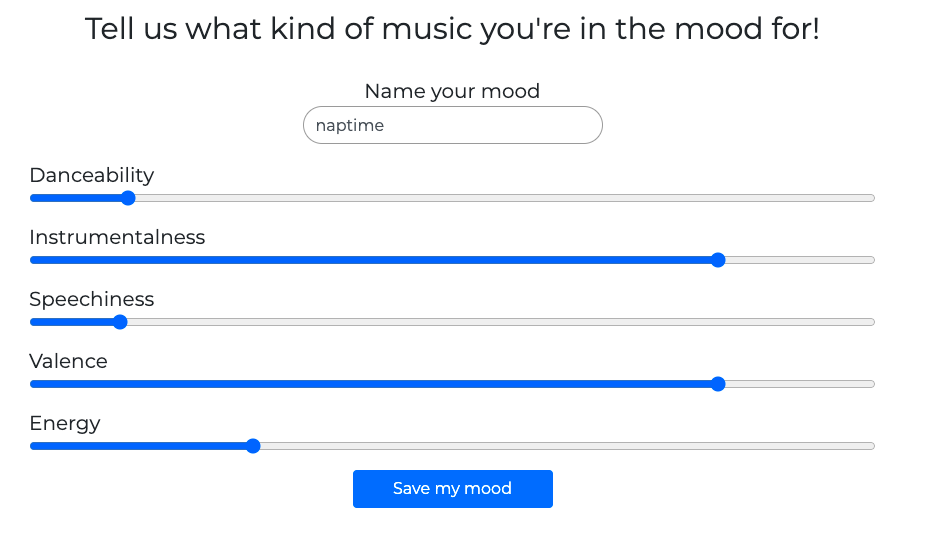 Tell us what kind of music you're in the mood for!
Name your mood
naptime
Danceability
Instrumentalness
Speechiness
Valence
Energy
Save my mood